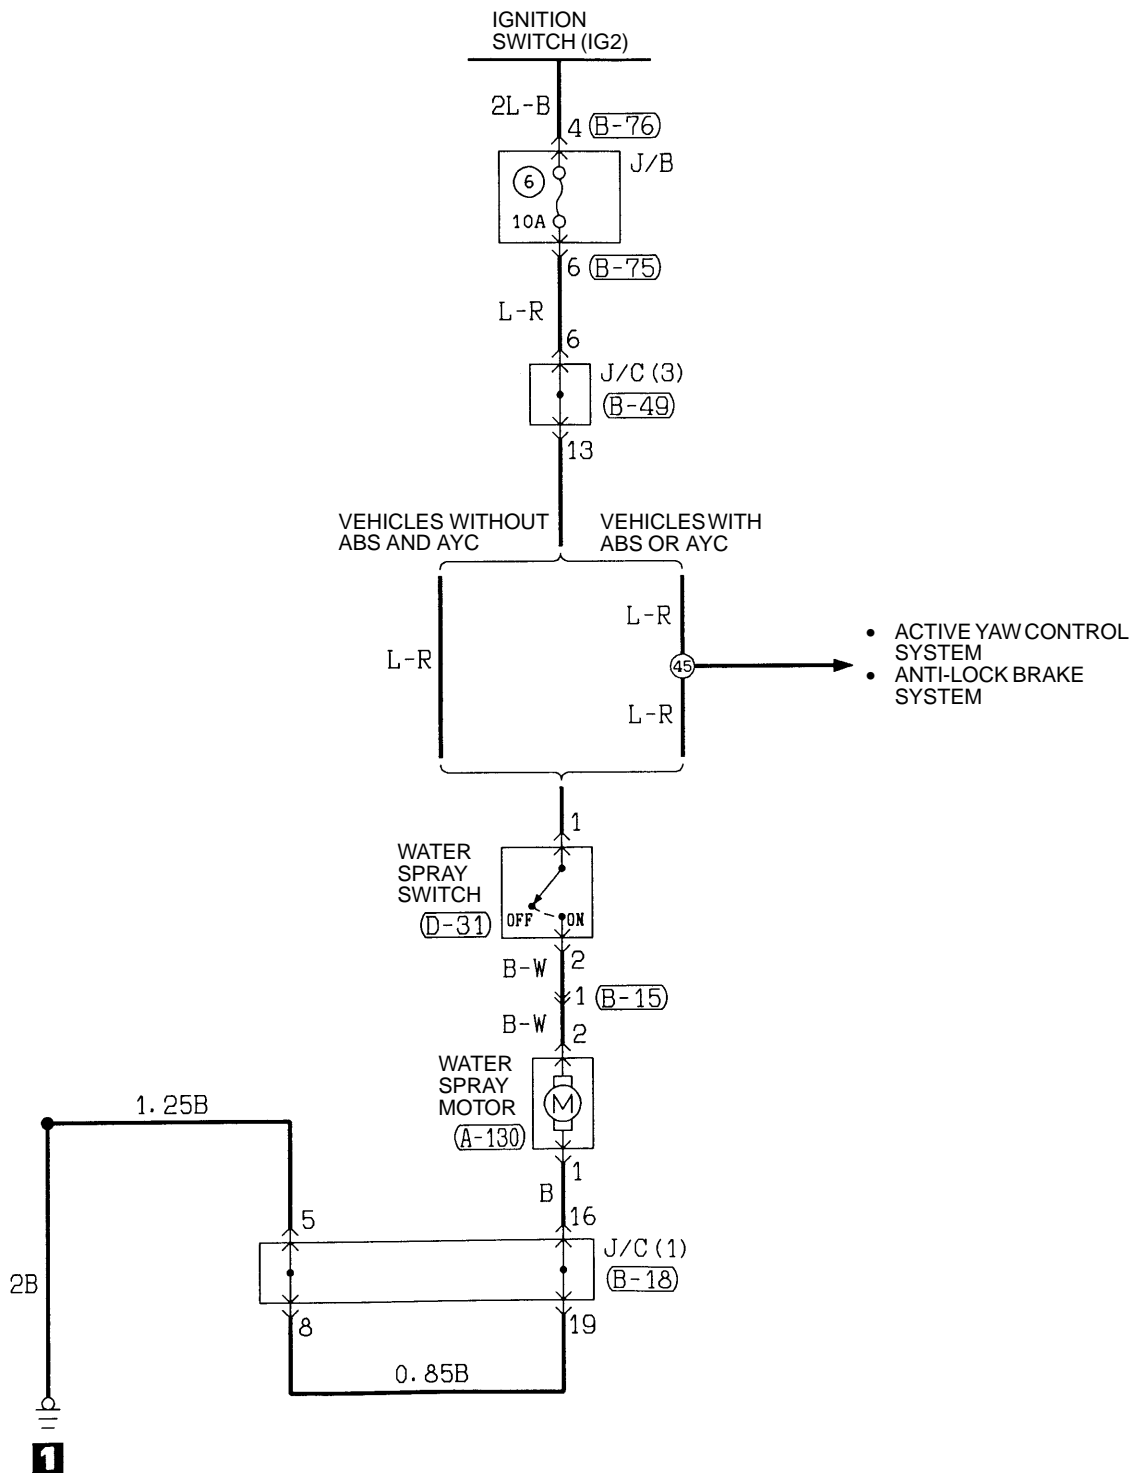 IGNITION
SWITCH (IG2)
2L-B
4 (B-76)
J/B
6
10A
6 (B-75)
L-R
6
J/C (3)
(B-49)
13
VEHICLES WITHOUT
ABS AND AYC
VEHICLES WITH
ABS OR AYC
L-R
L-R
45
L-R
• ACTIVE YAW CONTROL
SYSTEM
• ANTI-LOCK BRAKE
SYSTEM
1
WATER
SPRAY
SWITCH
(D-31)
OFF
ON
2
B-W
1 (B-15)
B-W
2
WATER
SPRAY
MOTOR
(A-130)
M
1
B
1.25B
5
16
J/C (1)
(B-18)
2B
8
19
0.85B
1